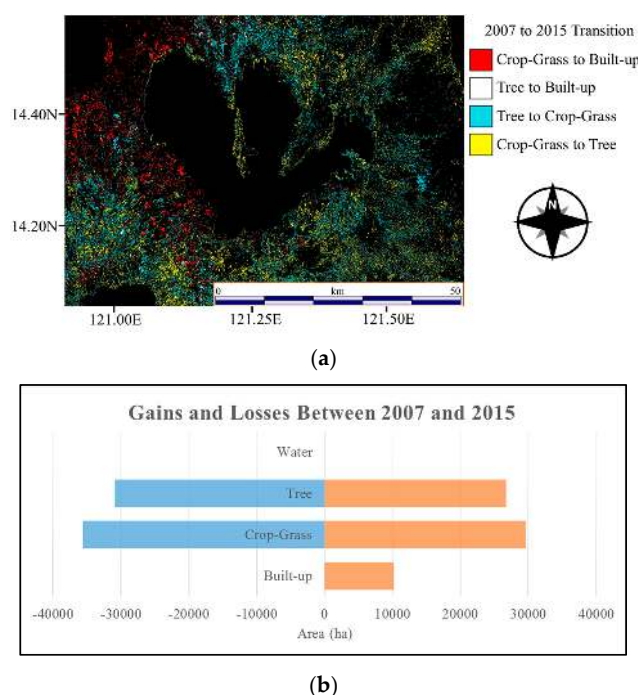 2007 to 2015 Transition
Crop-Grass to Built-up
Tree to Built-up
Tree to Crop-Grass
Crop-Grass to Tree
N
14.40N
14.20N
0 km 50
121.00E 121.25E 121.50E
(a)
Gains and Losses Between 2007 and 2015
Water
Tree
Crop-Grass
Built-up
-40000 -30000 -20000 -10000 0 10000 20000 30000 40000
Area (ha)
(b)